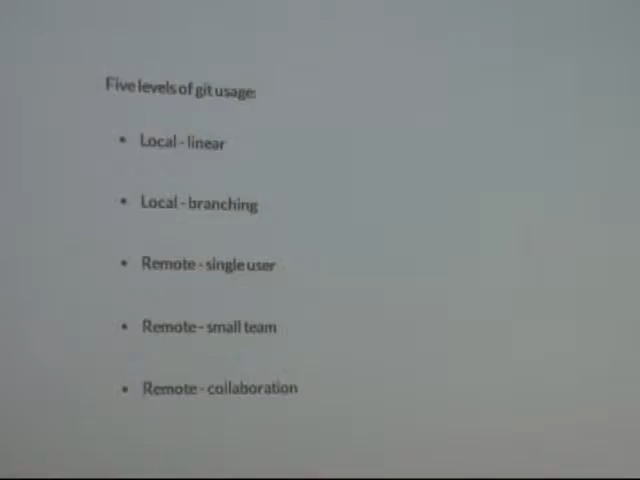 Five levels of git usage:
• Local - linear
• Local - branching
• Remote - single user
• Remote - small team
• Remote - collaboration